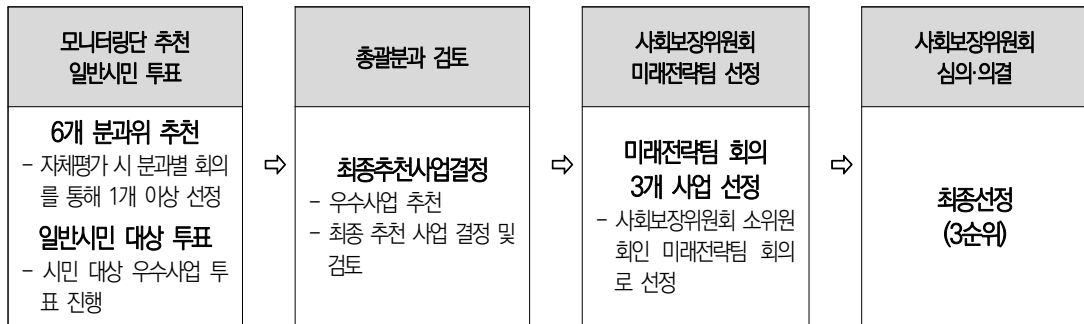 모니터링단 추천
일반시민 투표
6개 분과위 추천
- 자체평가 시 분과별 회의
를 통해 1개 이상 선정
일반시민 대상 투표
- 시민 대상 우수사업 투
표 진행
⇨
총괄분과 검토
최종추천사업결정
- 우수사업 추천
- 최종 추천 사업 결정 및
검토
⇨
사회보장위원회
미래전략팀 선정
미래전략팀 회의
3개 사업 선정
- 사회보장위원회 소위원
회인 미래전략팀 회의
로 선정
⇨
사회보장위원회
심의·의결
최종선정
(3순위)